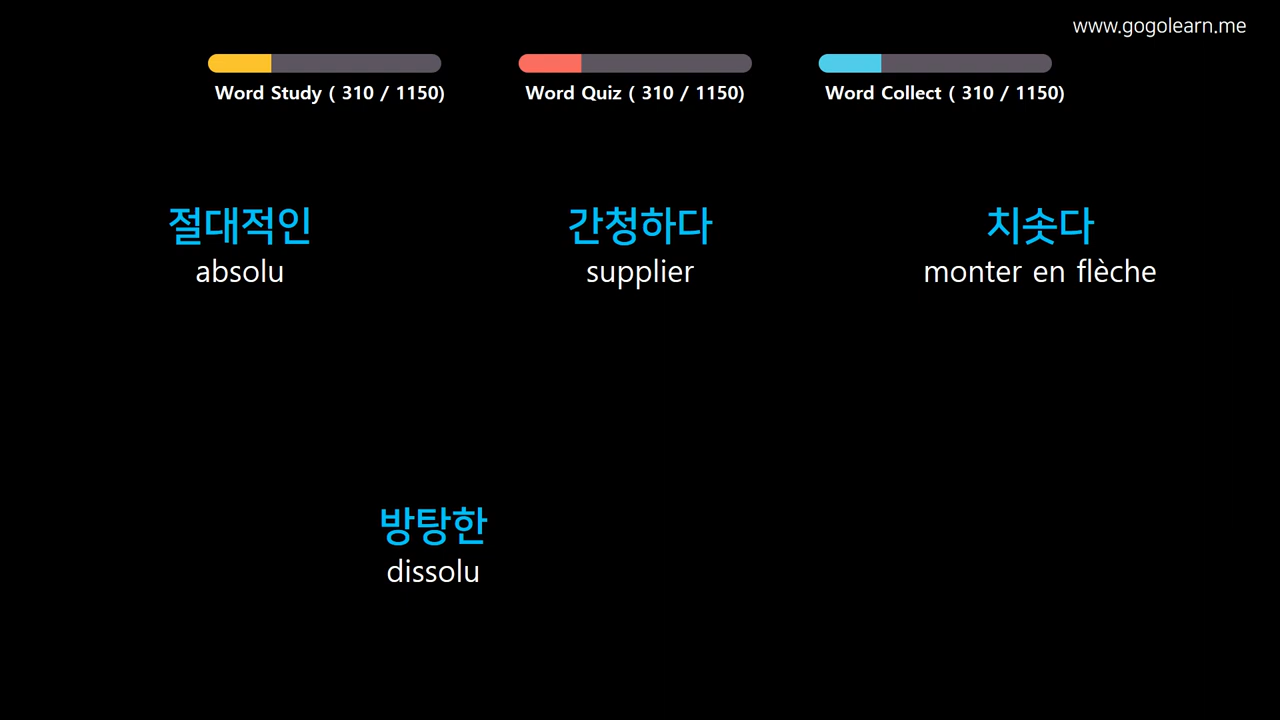 www.gogolearn.me
Word Study ( 310 / 1150)
Word Quiz ( 310 / 1150)
Word Collect ( 310 / 1150)
절대적인
absolu
간청하다
supplier
치솟다
monter en flèche
방탕한
dissolu